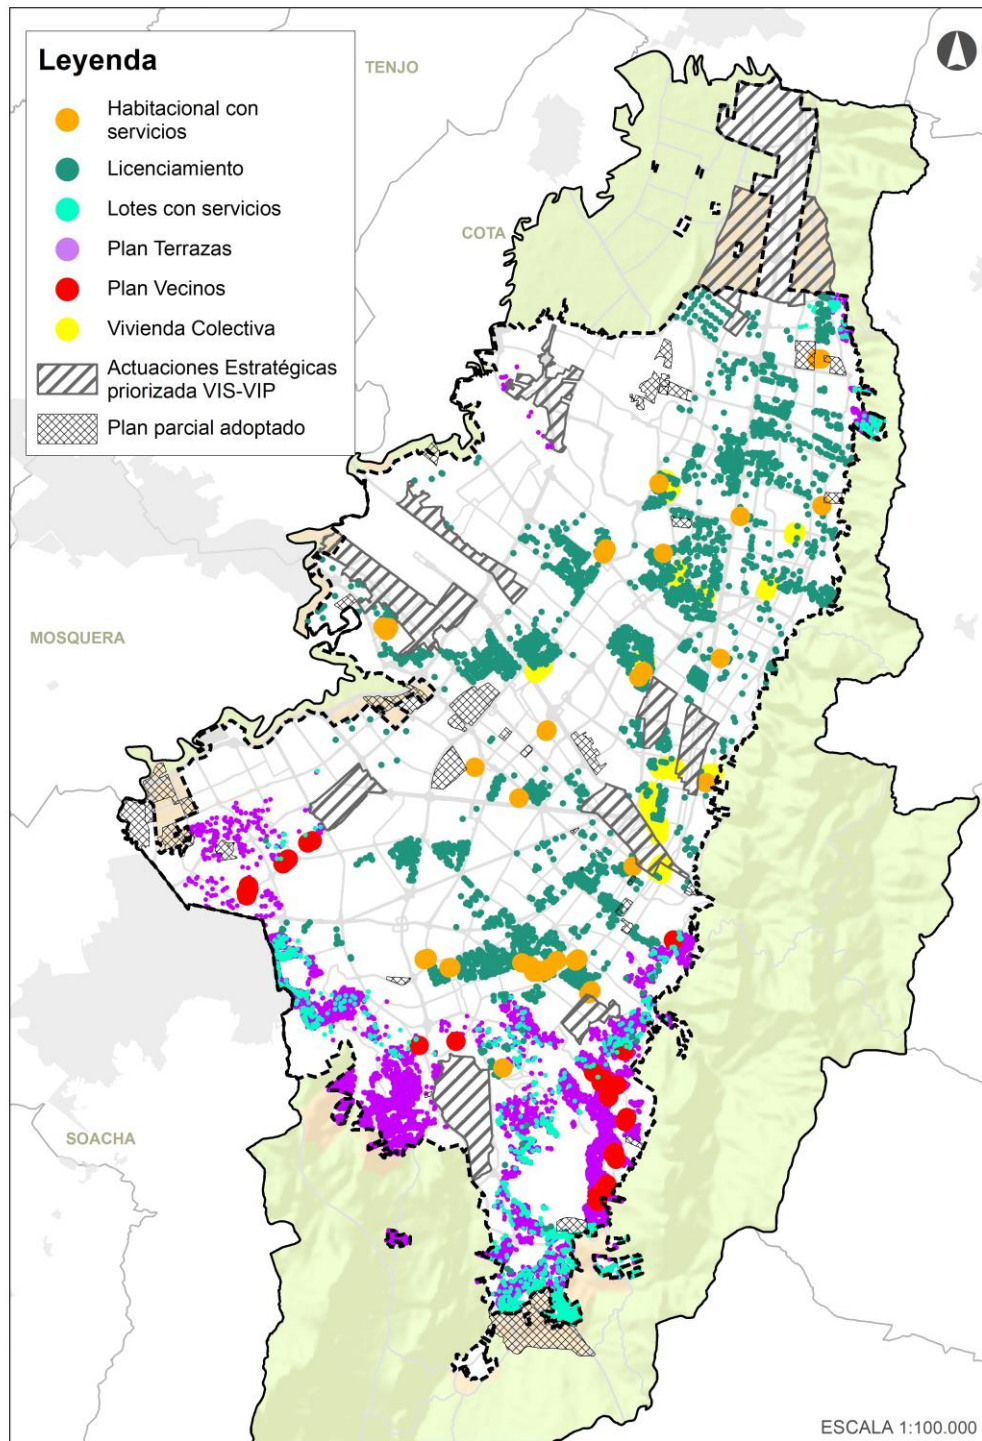 Leyenda
Habitacional con
servicios
Licenciamiento
Lotes con servicios
Plan Terrazas
Plan Vecinos
Vivienda Colectiva
Actuaciones Estratégicas
priorizada VIS-VIP
Plan parcial adoptado
TENJO
COTA
MOSQUERA
SOACHA
ESCALA 1:100.000